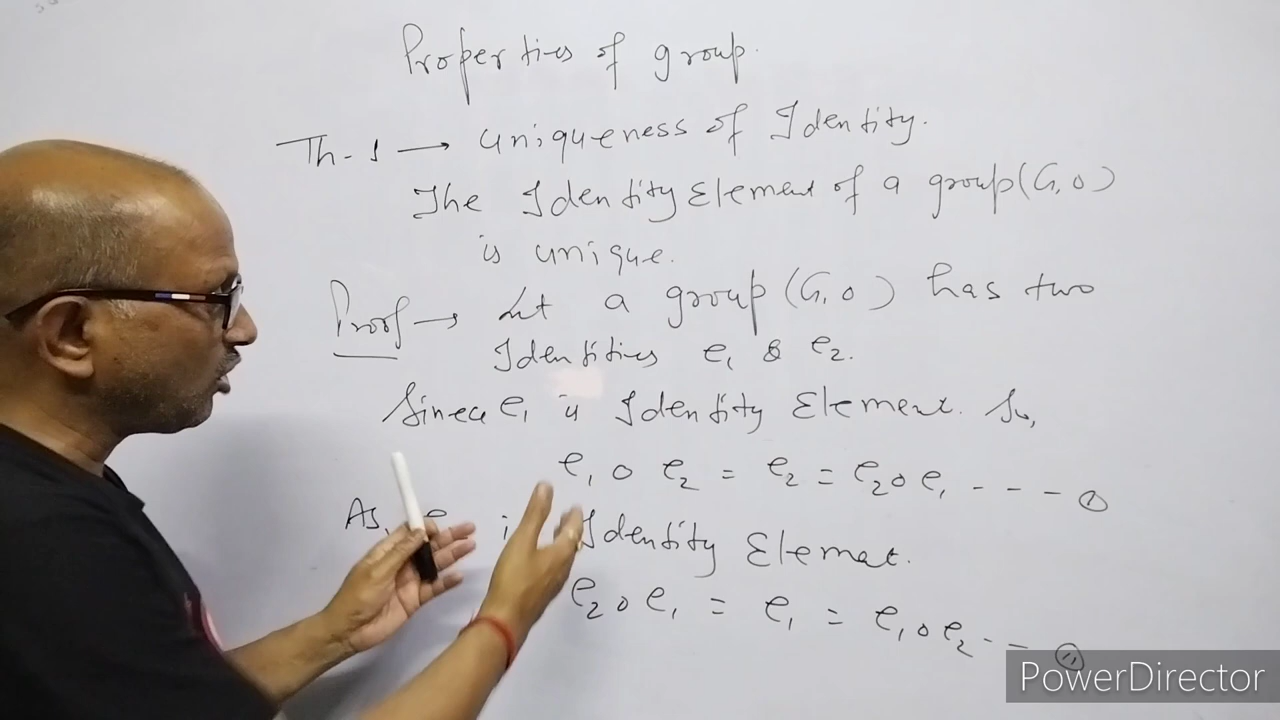 Properties of group.
Th-1 → uniqueness of Identity.
The Identity Element of a group (G,o)
is unique.
Proof → Let a group (G,o) has two
Identities e₁ & e₂.
Since e₁ is Identity Element. So,
e₁ o e₂ = e₂ = e₂ o e₁ - - - ①
As, Identity Elemet.
e₂ o e₁ = e₁ = e₁ o e₂ - - ⑪
PowerDirector